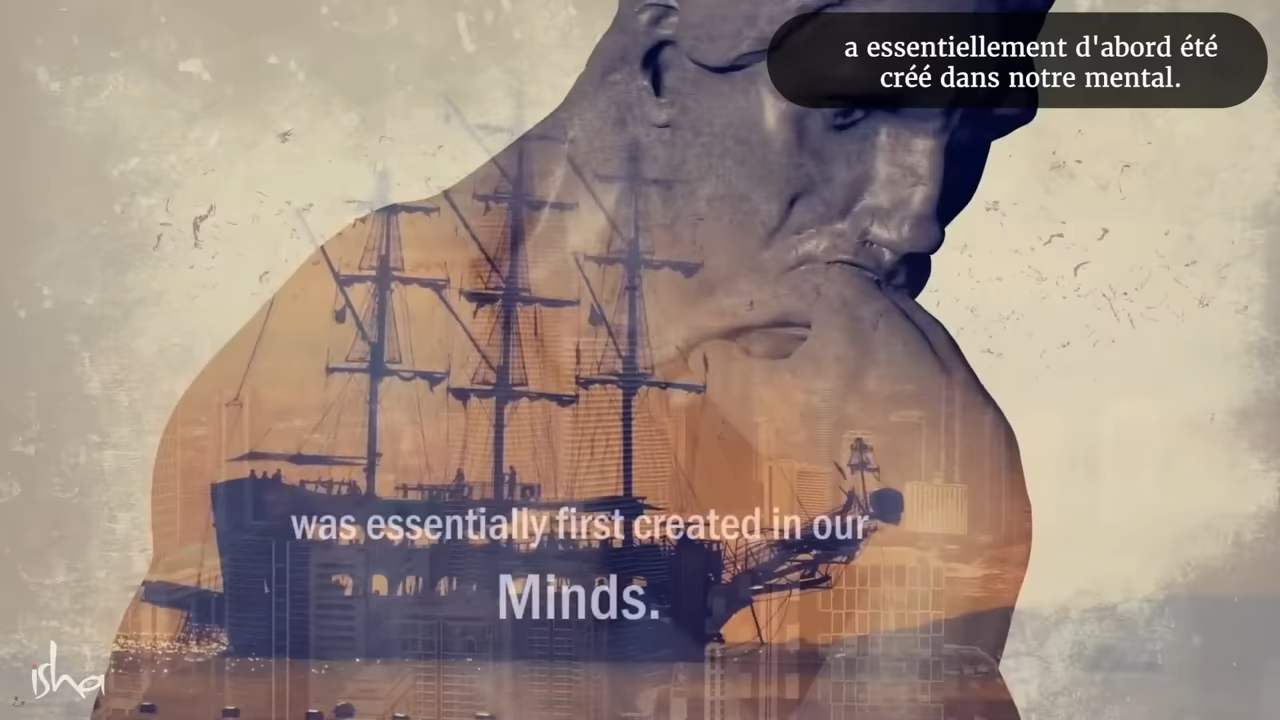 a essentiellement d'abord été
créé dans notre mental.
was essentially first created in our
Minds.
isha